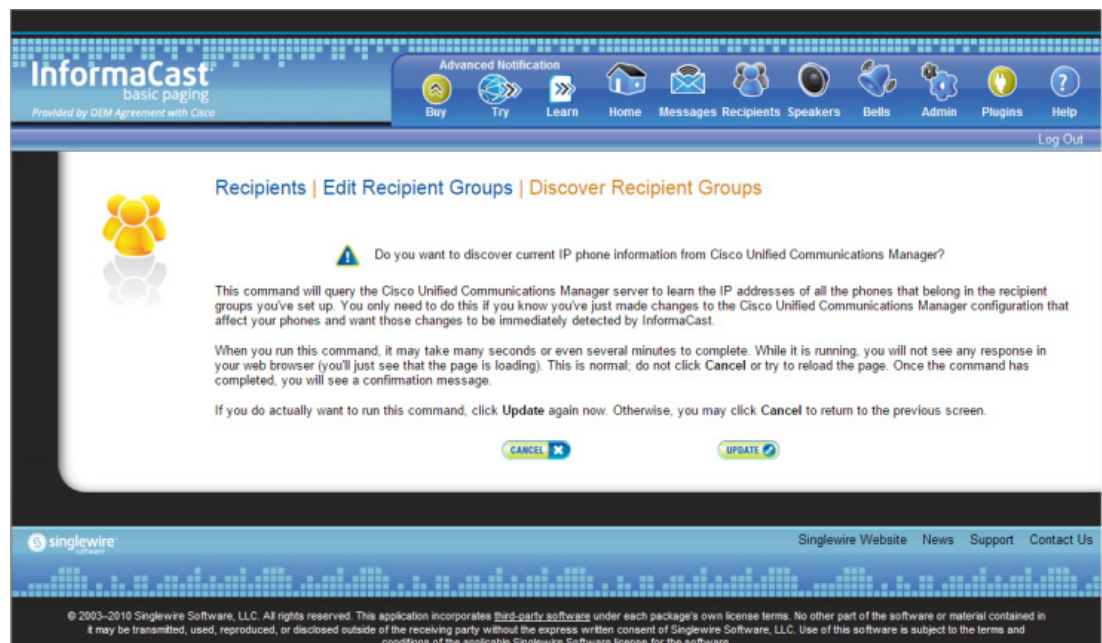 InformaCast
basic paging
Provided by OEM Agreement with Cisco
Advanced Notification
Buy Try Learn Home Messages Recipients Speakers Bells Admin Plugins Help
Log Out
Recipients | Edit Recipient Groups | Discover Recipient Groups
Do you want to discover current IP phone information from Cisco Unified Communications Manager?
This command will query the Cisco Unified Communications Manager server to learn the IP addresses of all the phones that belong in the recipient
groups you've set up. You only need to do this if you know you've just made changes to the Cisco Unified Communications Manager configuration that
affect your phones and want those changes to be immediately detected by InformaCast.
When you run this command, it may take many seconds or even several minutes to complete. While it is running, you will not see any response in
your web browser (you'll just see that the page is loading). This is normal; do not click Cancel or try to reload the page. Once the command has
completed, you will see a confirmation message.
If you do actually want to run this command, click Update again now. Otherwise, you may click Cancel to return to the previous screen.
CANCEL UPDATE
singlewire
software
Singlewire Website News Support Contact Us
© 2003–2010 Singlewire Software, LLC. All rights reserved. This application incorporates third-party software under each package's own license terms. No other part of the software or material contained in
it may be transmitted, used, reproduced, or disclosed outside of the receiving party without the express written consent of Singlewire Software, LLC. Use of this software is subject to the terms and
conditions of the applicable Singlewire Software license for the software.